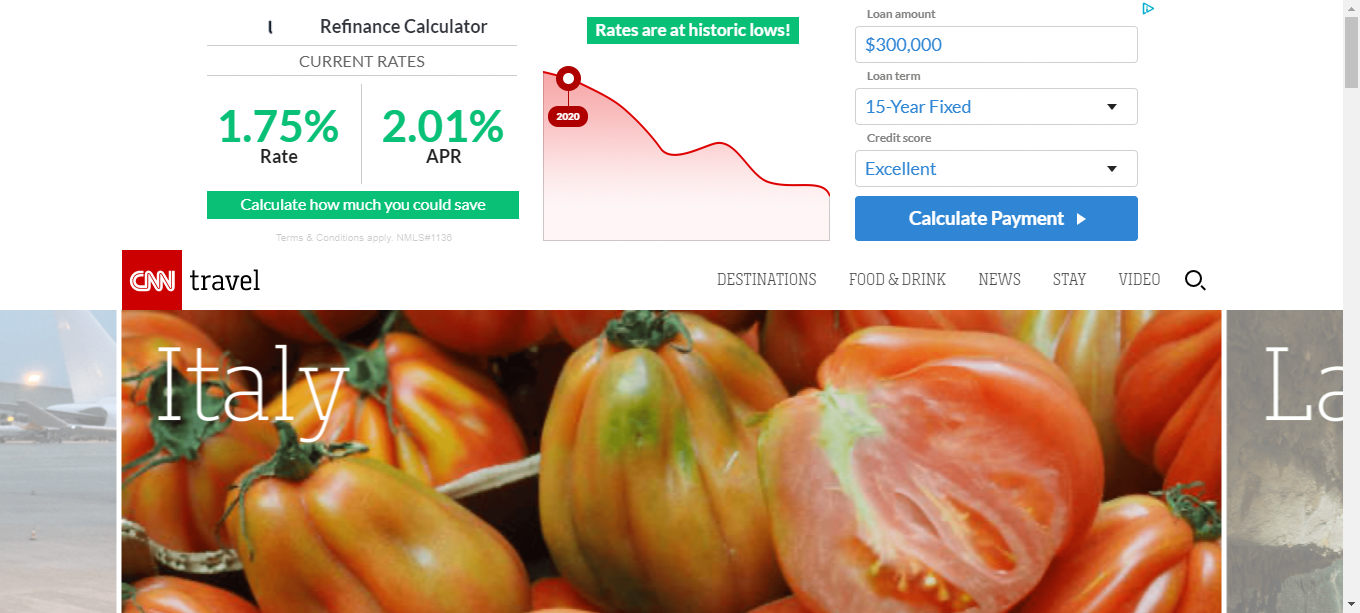 Refinance Calculator
CURRENT RATES
1.75%
Rate
2.01%
APR
Calculate how much you could save
Terms & Conditions apply. NMLS#1136
Rates are at historic lows!
2020
Loan amount
$300,000
Loan term
15-Year Fixed
Credit score
Excellent
Calculate Payment
CNN travel
DESTINATIONS FOOD & DRINK NEWS STAY VIDEO
Italy
La